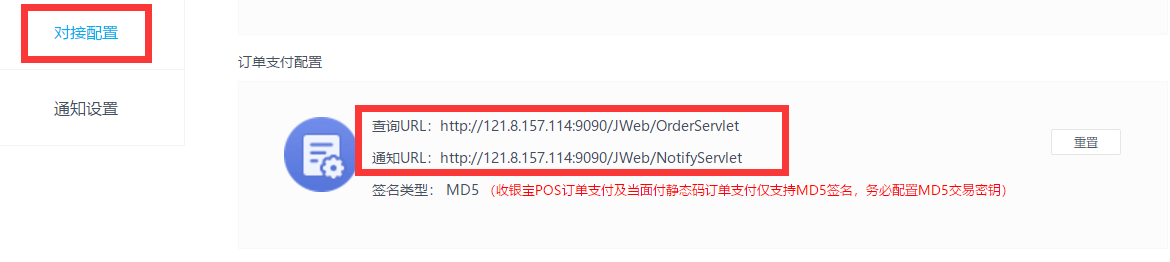 对接配置
通知设置
订单支付配置
查询URL：http://121.8.157.114:9090/JWeb/OrderServlet
通知URL：http://121.8.157.114:9090/JWeb/NotifyServlet
重置
签名类型： MD5 （收银宝POS订单支付及当面付静态码订单支付仅支持MD5签名，务必配置MD5交易密钥）